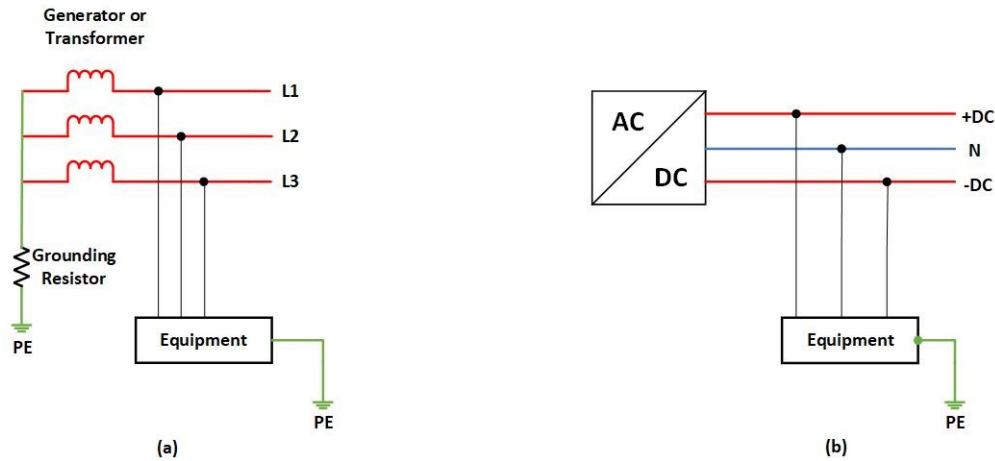 Generator or
Transformer
L1
L2
L3
Grounding
Resistor
PE
Equipment
PE
(a)
AC
DC
+DC
N
-DC
Equipment
PE
(b)